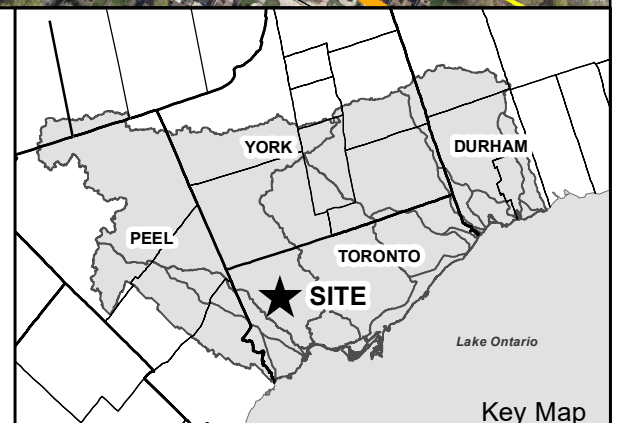 YORK
DURHAM
PEEL
TORONTO
SITE
Lake Ontario
Key Map